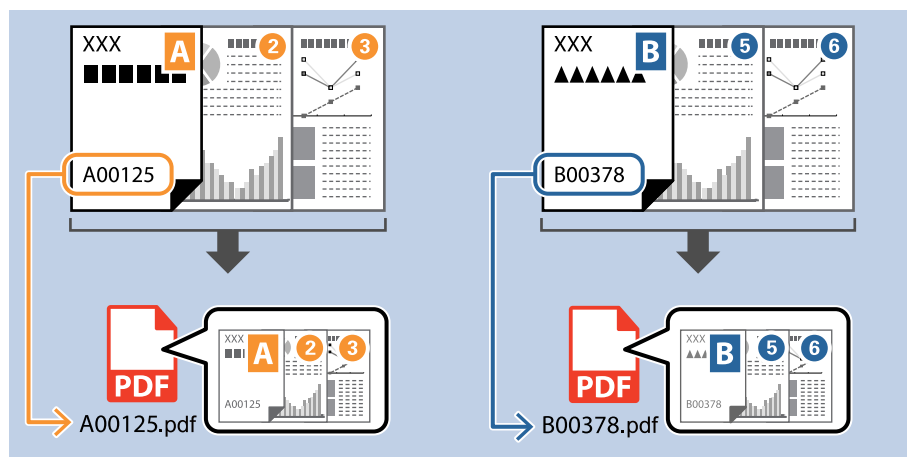 XXX A 2 3
A00125
XXX B 5 6
B00378
PDF
XXX A 2 3
A00125
A00125.pdf
PDF
XXX B 5 6
B00378
B00378.pdf